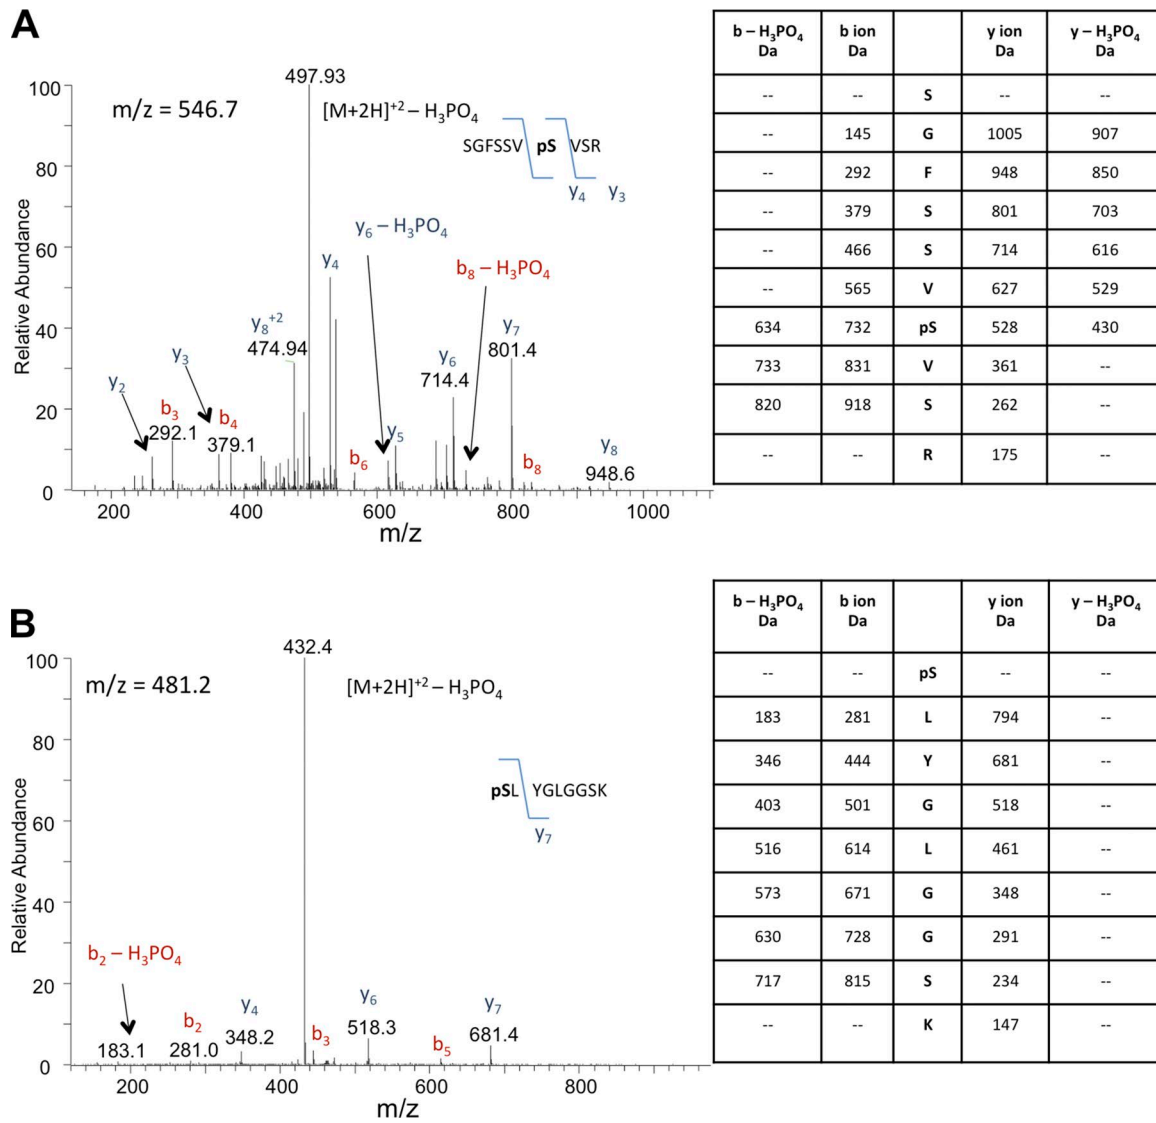 A
m/z = 546.7
497.93
[M+2H]+2 – H3PO4
SGFSSV pS VSR
y4 y3
y6 – H3PO4
b8 – H3PO4
y4
y8+2
474.94
y7
801.4
y6
714.4
y3
y2
b3
292.1
b4
379.1
b6
y5
b8
y8
948.6
Relative Abundance
100
80
60
40
20
0
200 400 600 800 1000
m/z
b – H3PO4 Da b ion Da y ion Da y – H3PO4 Da
-- -- S -- --
-- 145 G 1005 907
-- 292 F 948 850
-- 379 S 801 703
-- 466 S 714 616
-- 565 V 627 529
634 732 pS 528 430
733 831 V 361 --
820 918 S 262 --
-- -- R 175 --
B
m/z = 481.2
432.4
[M+2H]+2 – H3PO4
pSL YGLGGSK
y7
b2 – H3PO4
183.1
b2
281.0
y4
348.2
b3
y6
518.3
b5
y7
681.4
Relative Abundance
100
80
60
40
20
0
200 400 600 800
m/z
b – H3PO4 Da b ion Da y ion Da y – H3PO4 Da
-- -- pS -- --
183 281 L 794 --
346 444 Y 681 --
403 501 G 518 --
516 614 L 461 --
573 671 G 348 --
630 728 G 291 --
717 815 S 234 --
-- -- K 147 --